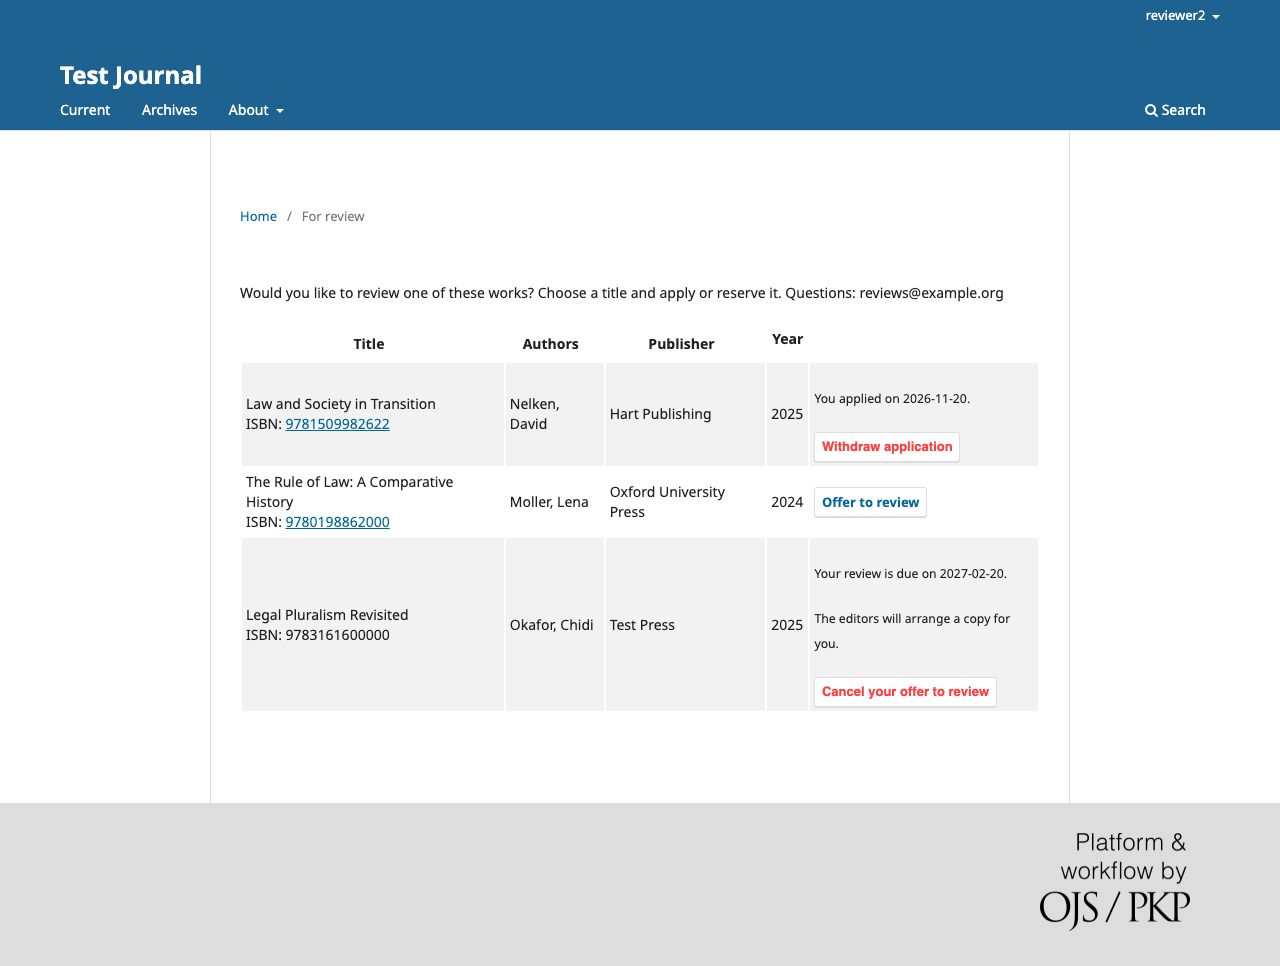 reviewer2
Test Journal
Current Archives About Search
Home / For review
Would you like to review one of these works? Choose a title and apply or reserve it. Questions: reviews@example.org
Title Authors Publisher Year
Law and Society in Transition
ISBN: 9781509982622
Nelken,
David
Hart Publishing
2025
You applied on 2026-11-20.
Withdraw application
The Rule of Law: A Comparative
History
ISBN: 9780198862000
Moller, Lena
Oxford University
Press
2024
Offer to review
Legal Pluralism Revisited
ISBN: 9783161600000
Okafor, Chidi
Test Press
2025
Your review is due on 2027-02-20.
The editors will arrange a copy for
you.
Cancel your offer to review
Platform &
workflow by
OJS / PKP